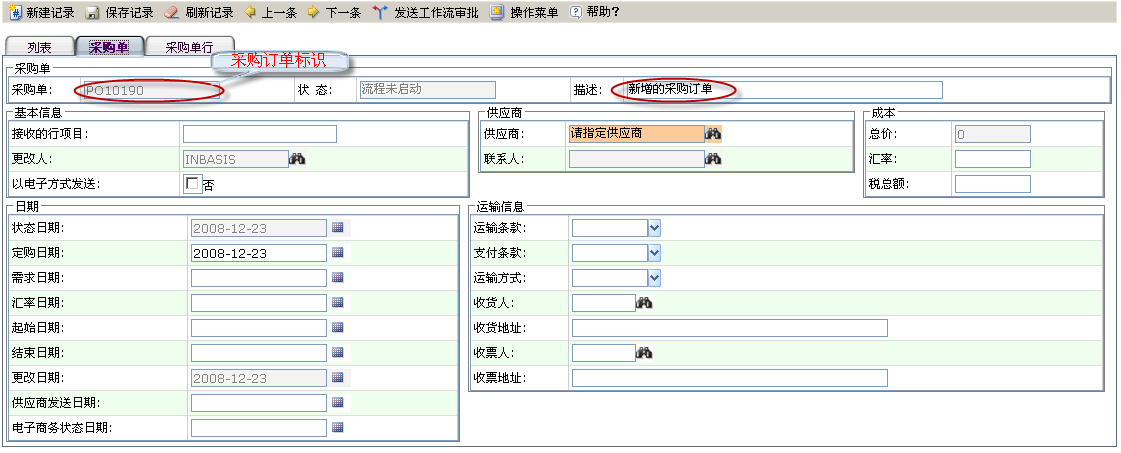 新建记录 保存记录 刷新记录 上一条 下一条 发送工作流审批 操作菜单 帮助?
列表 采购单 采购单行
采购订单标识
采购单
采购单: PO10190 状 态: 流程未启动 描述: 新增的采购订单
基本信息 供应商 成本
接收的行项目: 供应商: 请指定供应商 总价: 0
更改人: INBASIS 联系人: 汇率:
以电子方式发送: 否 税总额:
日期 运输信息
状态日期: 2008-12-23 运输条款:
定购日期: 2008-12-23 支付条款:
需求日期: 运输方式:
汇率日期: 收货人:
起始日期: 收货地址:
结束日期: 收票人:
更改日期: 2008-12-23 收票地址:
供应商发送日期:
电子商务状态日期: